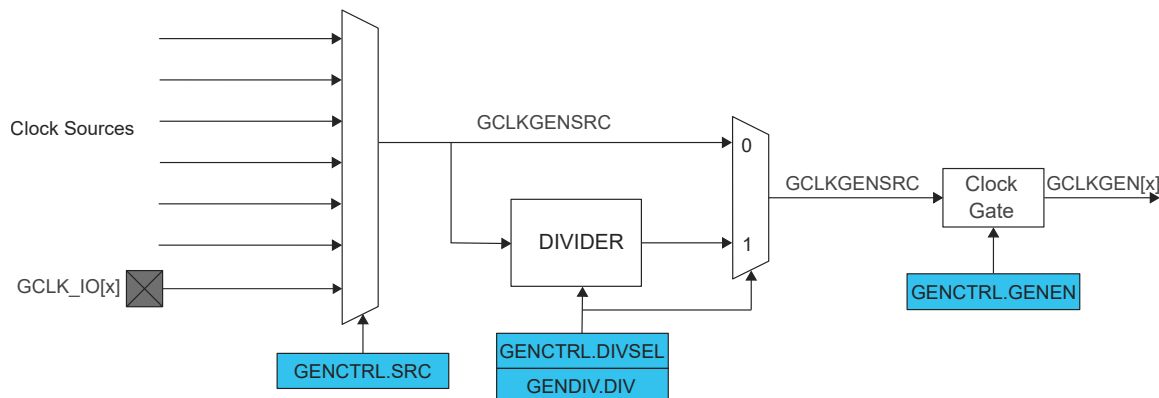 Clock Sources
GCLK_IO[x]
GENCTRL.SRC
GCLKGENSRC
DIVIDER
0
1
GENCTRL.DIVSEL
GENDIV.DIV
GCLKGENSRC
Clock
Gate
GCLKGEN[x]
GENCTRL.GENEN